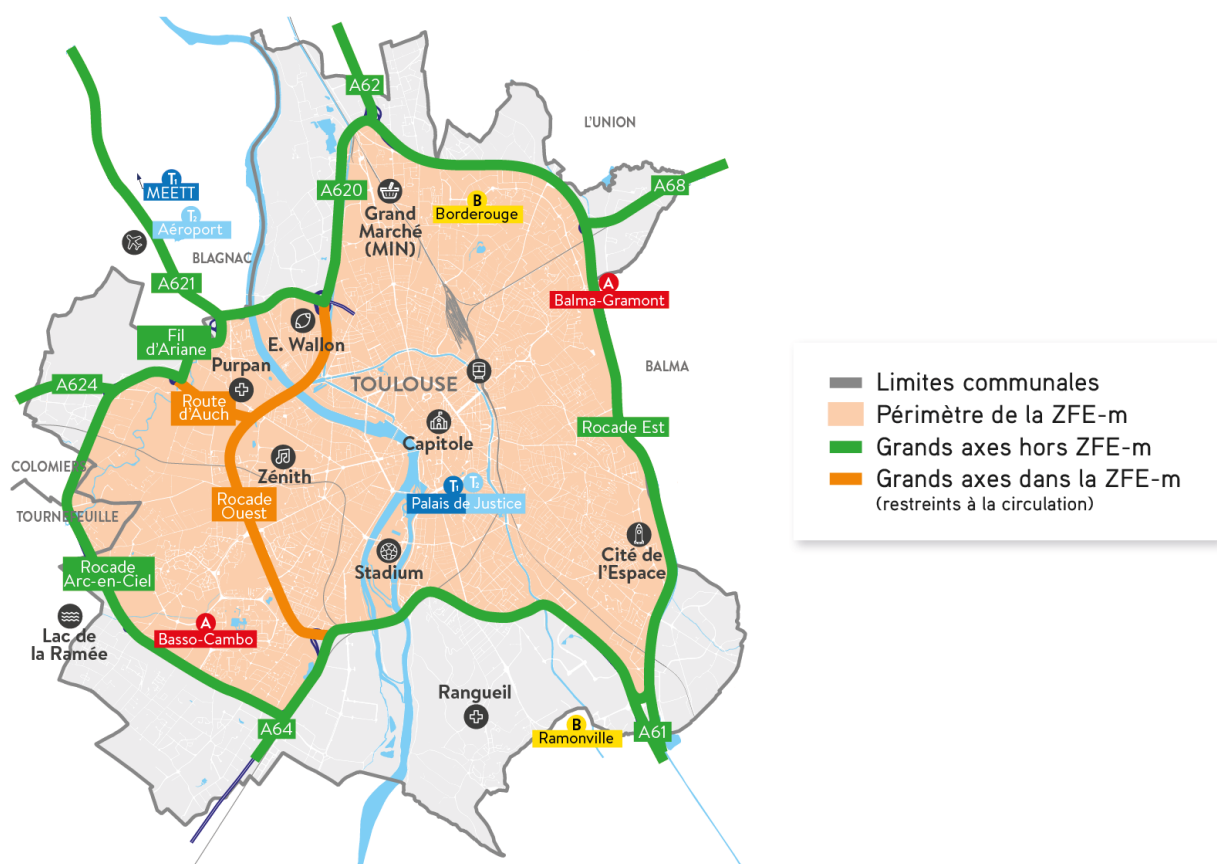 A62
L'UNION
A68
T1
MEETT
A620
B
Borderouge
Grand
Marché
(MIN)
T2
Aéroport
BLAGNAC
A621
A
Balma-Gramont
Fil
d'Ariane
E. Wallon
Purpan
BALMA
A624
TOULOUSE
Route
d'Auch
Capitole
Rocade Est
COLOMIERS
Zénith
Rocade
Ouest
T1
T2
Palais de Justice
TOURNEFEUILLE
Cité de
l'Espace
Rocade
Arc-en-Ciel
Stadium
Lac de
la Ramée
A
Basso-Cambo
Rangueil
A64
B
Ramonville
A61
Limites communales
Périmètre de la ZFE-m
Grands axes hors ZFE-m
Grands axes dans la ZFE-m
(restreints à la circulation)